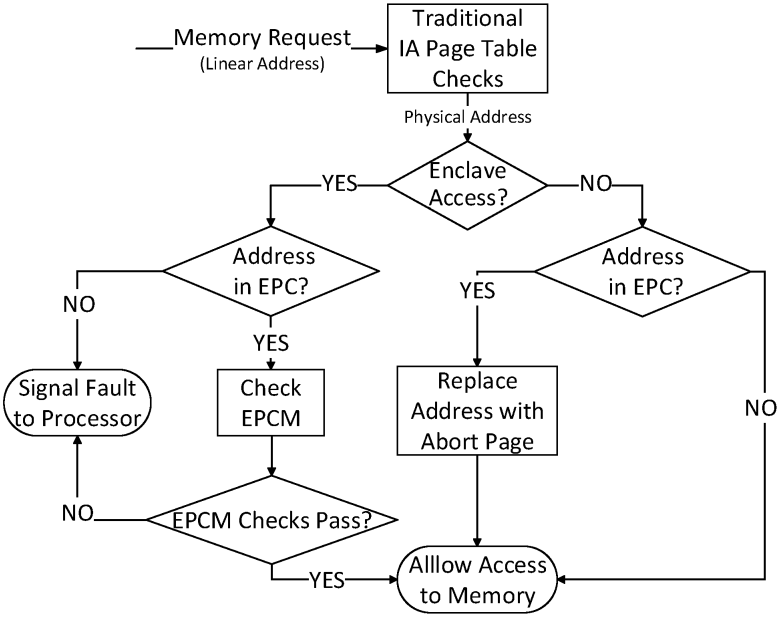 Traditional
IA Page Table
Checks
Memory Request
(Linear Address)
Physical Address
Enclave
Access?
YES
NO
Address
in EPC?
Address
in EPC?
NO
YES
YES
NO
Signal Fault
to Processor
Check
EPCM
Replace
Address with
Abort Page
NO
EPCM Checks Pass?
YES
Alllow Access
to Memory